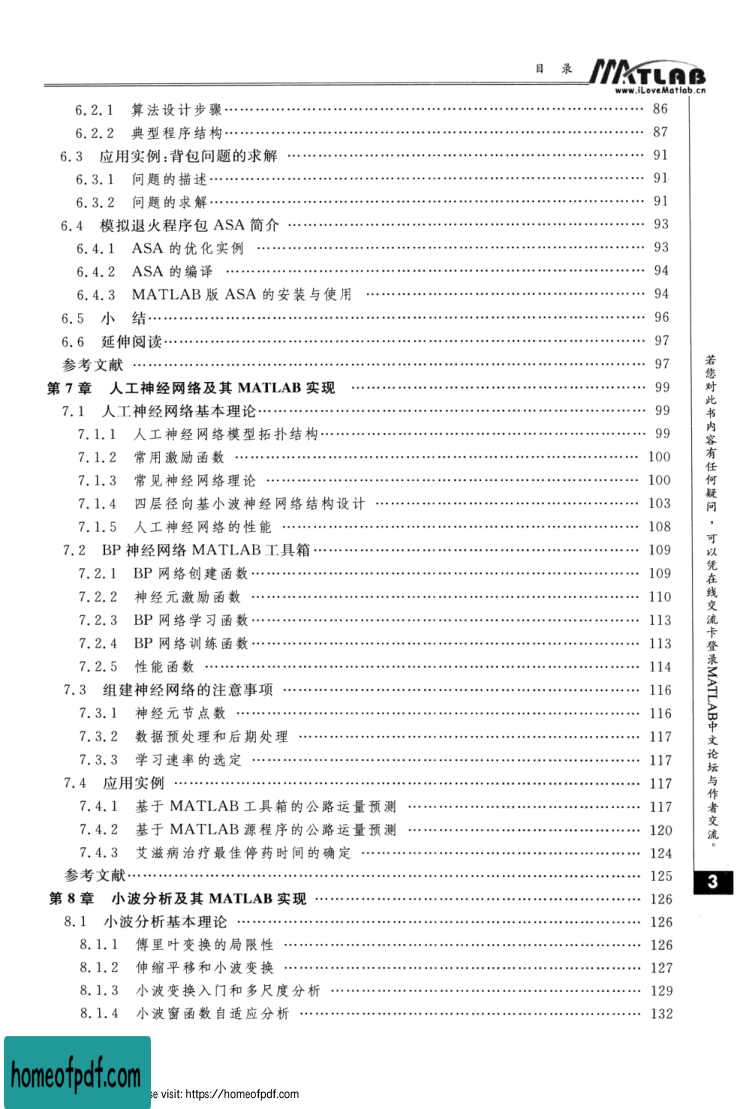 目 录
MATLAB
www.iLoveMatlab.cn
6.2.1 算法设计步骤…… 86
6.2.2 典型程序结构…… 87
6.3 应用实例:背包问题的求解…… 91
6.3.1 问题的描述…… 91
6.3.2 问题的求解…… 91
6.4 模拟退火程序包 ASA 简介…… 93
6.4.1 ASA 的优化实例…… 93
6.4.2 ASA 的编译…… 94
6.4.3 MATLAB 版 ASA 的安装与使用…… 94
6.5 小 结…… 96
6.6 延伸阅读…… 97
参考文献…… 97
第 7 章 人工神经网络及其 MATLAB 实现…… 99
7.1 人工神经网络基本理论…… 99
7.1.1 人工神经网络模型拓扑结构…… 99
7.1.2 常用激励函数…… 100
7.1.3 常见神经网络理论…… 100
7.1.4 四层径向基小波神经网络结构设计…… 103
7.1.5 人工神经网络的性能…… 108
7.2 BP 神经网络 MATLAB 工具箱…… 109
7.2.1 BP 网络创建函数…… 109
7.2.2 神经元激励函数…… 110
7.2.3 BP 网络学习函数…… 113
7.2.4 BP 网络训练函数…… 113
7.2.5 性能函数…… 114
7.3 组建神经网络的注意事项…… 116
7.3.1 神经元节点数…… 116
7.3.2 数据预处理和后期处理…… 117
7.3.3 学习速率的选定…… 117
7.4 应用实例…… 117
7.4.1 基于 MATLAB 工具箱的公路运量预测…… 117
7.4.2 基于 MATLAB 源程序的公路运量预测…… 120
7.4.3 艾滋病治疗最佳停药时间的确定…… 124
参考文献…… 125
第 8 章 小波分析及其 MATLAB 实现…… 126
8.1 小波分析基本理论…… 126
8.1.1 傅里叶变换的局限性…… 126
8.1.2 伸缩平移和小波变换…… 127
8.1.3 小波变换入门和多尺度分析…… 129
8.1.4 小波窗函数自适应分析…… 132
若您对此书内容有任何疑问,可以凭在线交流卡登录MATLAB中文论坛与作者交流。
3
homeofpdf.com
se visit: https://homeofpdf.com